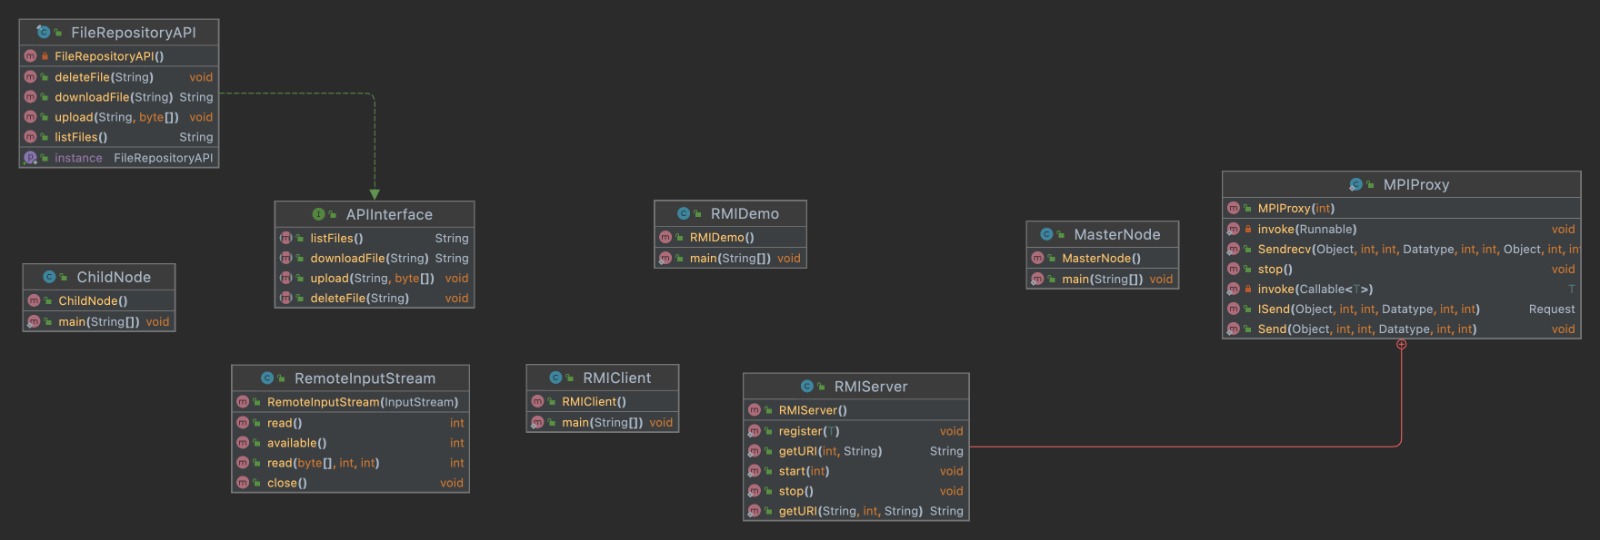 FileRepositoryAPI
FileRepositoryAPI()
deleteFile(String) void
downloadFile(String) String
upload(String, byte[]) void
listFiles() String
instance FileRepositoryAPI
APIInterface
listFiles() String
downloadFile(String) String
upload(String, byte[]) void
deleteFile(String) void
RMIDemo
RMIDemo()
main(String[]) void
MasterNode
MasterNode()
main(String[]) void
MPIProxy
MPIProxy(int)
invoke(Runnable) void
Sendrecv(Object, int, int, Datatype, int, int, Object, int, in
stop() void
invoke(Callable<T>) T
ISend(Object, int, int, Datatype, int, int) Request
Send(Object, int, int, Datatype, int, int) void
ChildNode
ChildNode()
main(String[]) void
RemoteInputStream
RemoteInputStream(InputStream)
read() int
available() int
read(byte[], int, int) int
close() void
RMIClient
RMIClient()
main(String[]) void
RMIServer
RMIServer()
register(T) void
getURI(int, String) String
start(int) void
stop() void
getURI(String, int, String) String